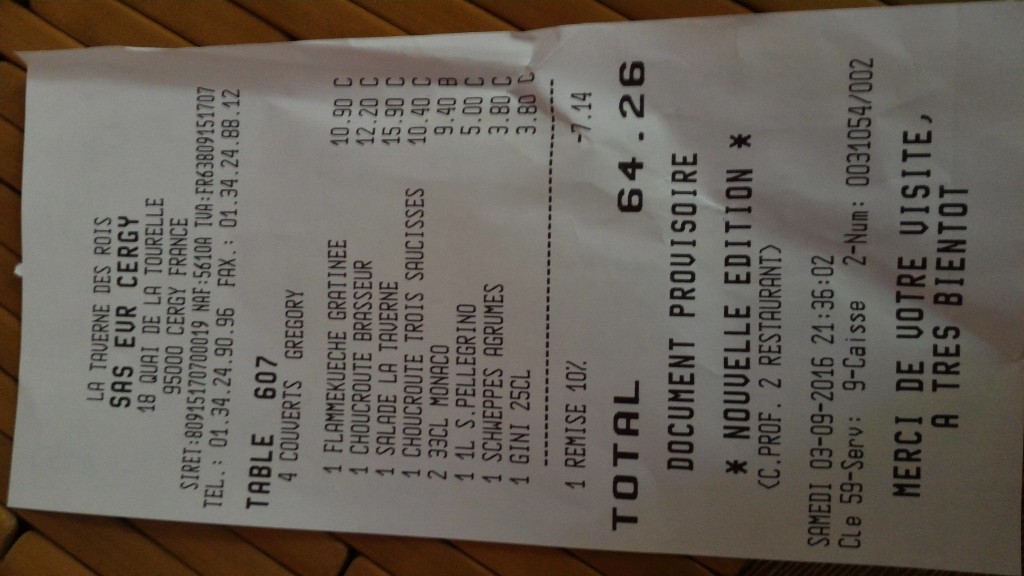 LA TAVERNE DES ROIS
SAS EVR CERGY
18 QUAI DE LA TOURELLE
95000 CERGY FRANCE
SIRET:80915170700019 NAF:5610A TVA:FR63809151707
TEL.: 01.34.24.90.96 FAX.: 01.34.24.88.12
TABLE 607
4 COUVERTS GREGORY
1 FLAMMEKUECHE GRATINEE 10.90 C
1 CHOUCROUTE BRASSEUR 12.20 C
1 SALADE LA TAVERNE 15.90 C
1 CHOUCROUTE TROIS SAUCISSES 10.40 C
2 33CL MONACO 9.40 B
1 1L S.PELLEGRINO 5.00 C
1 SCHWEPPES AGRUMES 3.80 C
1 GINI 25CL 3.80 C
1 REMISE 10% -7.14
TOTAL 64.26
DOCUMENT PROVISOIRE
* NOUVELLE EDITION *
<C.PROF. 2 RESTAURANT>
SAMEDI 03-09-2016 21:36:02
CLe 59-Serv: 9-Caisse 2-Num: 0031054/002
MERCI DE VOTRE VISITE,
A TRES BIENTOT